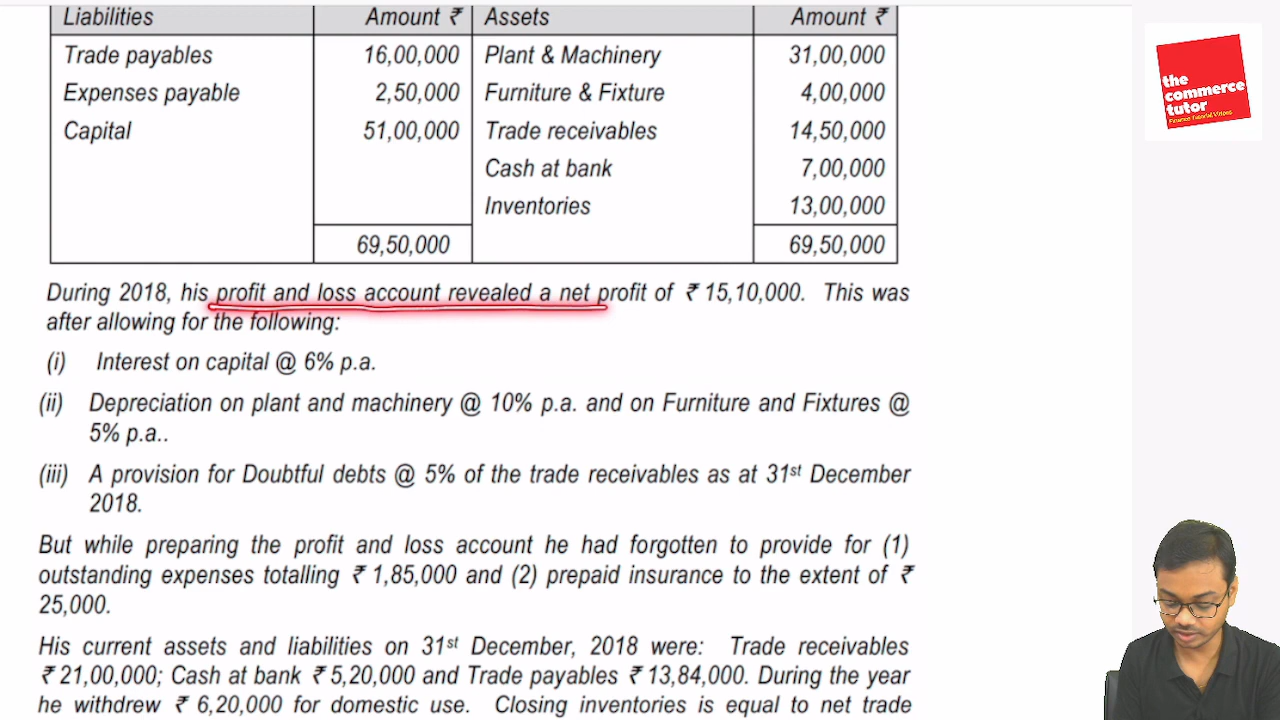 Liabilities Amount ₹ Assets Amount ₹
Trade payables 16,00,000 Plant & Machinery 31,00,000
Expenses payable 2,50,000 Furniture & Fixture 4,00,000
Capital 51,00,000 Trade receivables 14,50,000
Cash at bank 7,00,000
Inventories 13,00,000
69,50,000 69,50,000
During 2018, his profit and loss account revealed a net profit of ₹ 15,10,000. This was
after allowing for the following:
(i) Interest on capital @ 6% p.a.
(ii) Depreciation on plant and machinery @ 10% p.a. and on Furniture and Fixtures @
5% p.a..
(iii) A provision for Doubtful debts @ 5% of the trade receivables as at 31st December
2018.
But while preparing the profit and loss account he had forgotten to provide for (1)
outstanding expenses totalling ₹ 1,85,000 and (2) prepaid insurance to the extent of ₹
25,000.
His current assets and liabilities on 31st December, 2018 were: Trade receivables
₹ 21,00,000; Cash at bank ₹ 5,20,000 and Trade payables ₹ 13,84,000. During the year
he withdrew ₹ 6,20,000 for domestic use. Closing inventories is equal to net trade
the
commerce
tutor
Finance Tutorial Videos